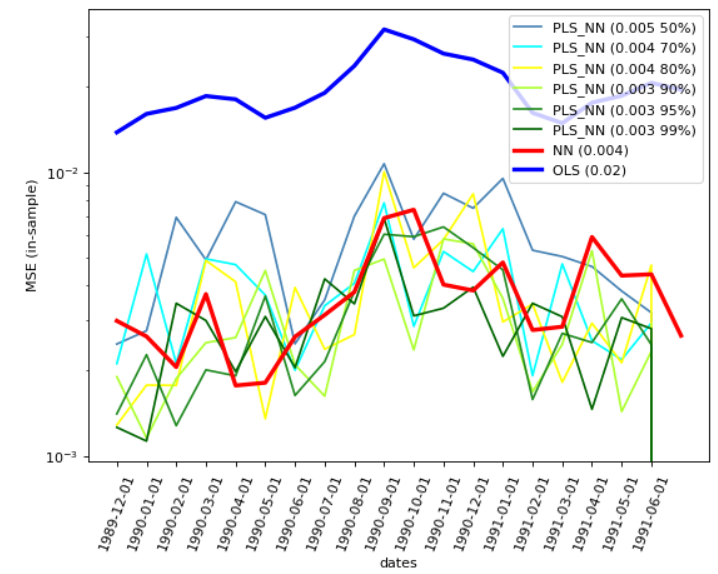 PLS_NN (0.005 50%)
PLS_NN (0.004 70%)
PLS_NN (0.004 80%)
PLS_NN (0.003 90%)
PLS_NN (0.003 95%)
PLS_NN (0.003 99%)
NN (0.004)
OLS (0.02)
MSE (in-sample)
10⁻²
10⁻³
1989-12-01
1990-01-01
1990-02-01
1990-03-01
1990-04-01
1990-05-01
1990-06-01
1990-07-01
1990-08-01
1990-09-01
1990-10-01
1990-11-01
1990-12-01
1991-01-01
1991-02-01
1991-03-01
1991-04-01
1991-05-01
1991-06-01
dates